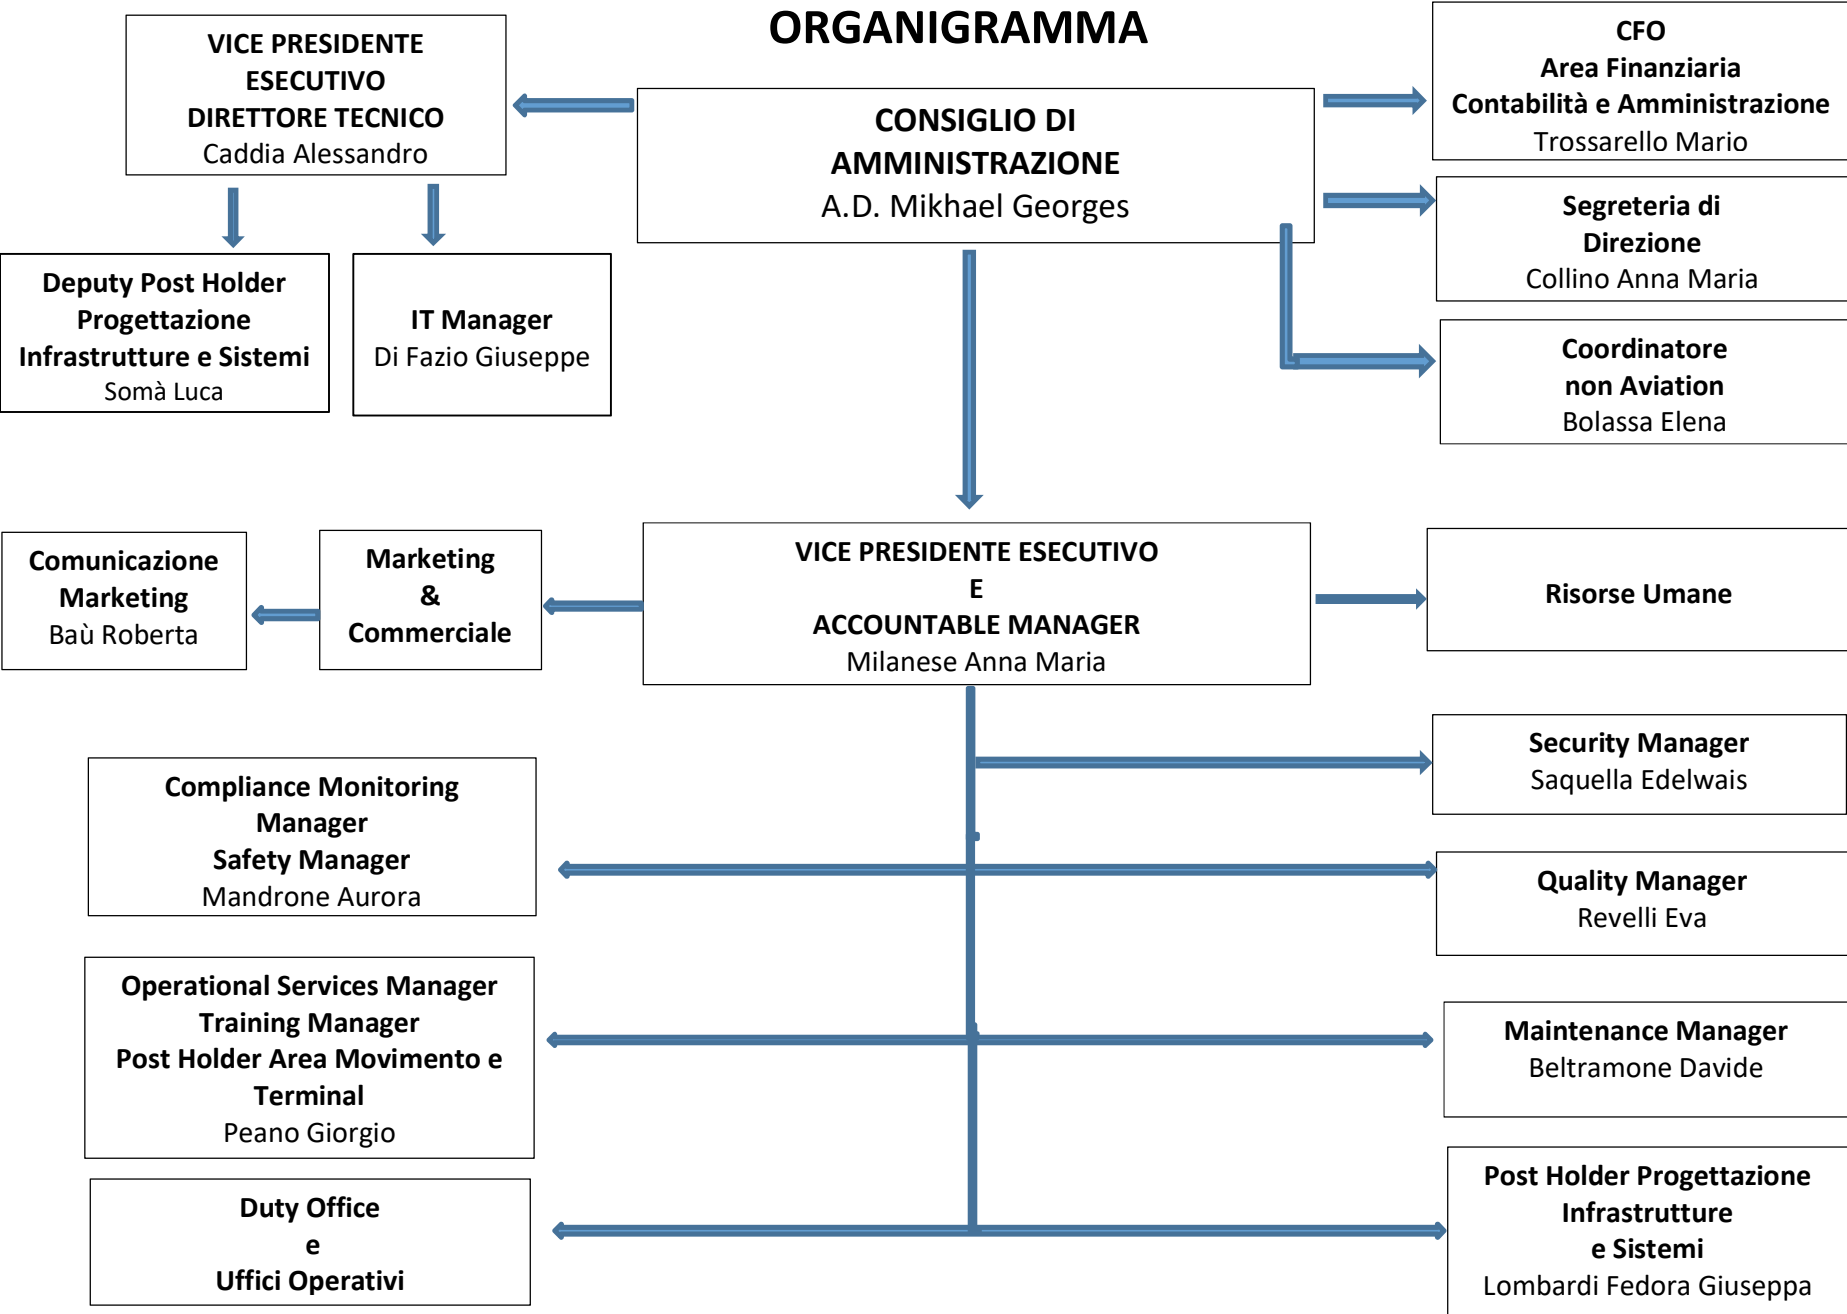 ORGANIGRAMMA
VICE PRESIDENTE
ESECUTIVO
DIRETTORE TECNICO
Caddia Alessandro
CONSIGLIO DI
AMMINISTRAZIONE
A.D. Mikhael Georges
CFO
Area Finanziaria
Contabilità e Amministrazione
Trossarello Mario
Segreteria di
Direzione
Collino Anna Maria
Deputy Post Holder
Progettazione
Infrastrutture e Sistemi
Somà Luca
IT Manager
Di Fazio Giuseppe
Coordinatore
non Aviation
Bolassa Elena
Comunicazione
Marketing
Baù Roberta
Marketing
&
Commerciale
VICE PRESIDENTE ESECUTIVO
E
ACCOUNTABLE MANAGER
Milanese Anna Maria
Risorse Umane
Security Manager
Saquella Edelwais
Compliance Monitoring
Manager
Safety Manager
Mandrone Aurora
Quality Manager
Revelli Eva
Operational Services Manager
Training Manager
Post Holder Area Movimento e
Terminal
Peano Giorgio
Maintenance Manager
Beltramone Davide
Duty Office
e
Uffici Operativi
Post Holder Progettazione
Infrastrutture
e Sistemi
Lombardi Fedora Giuseppa